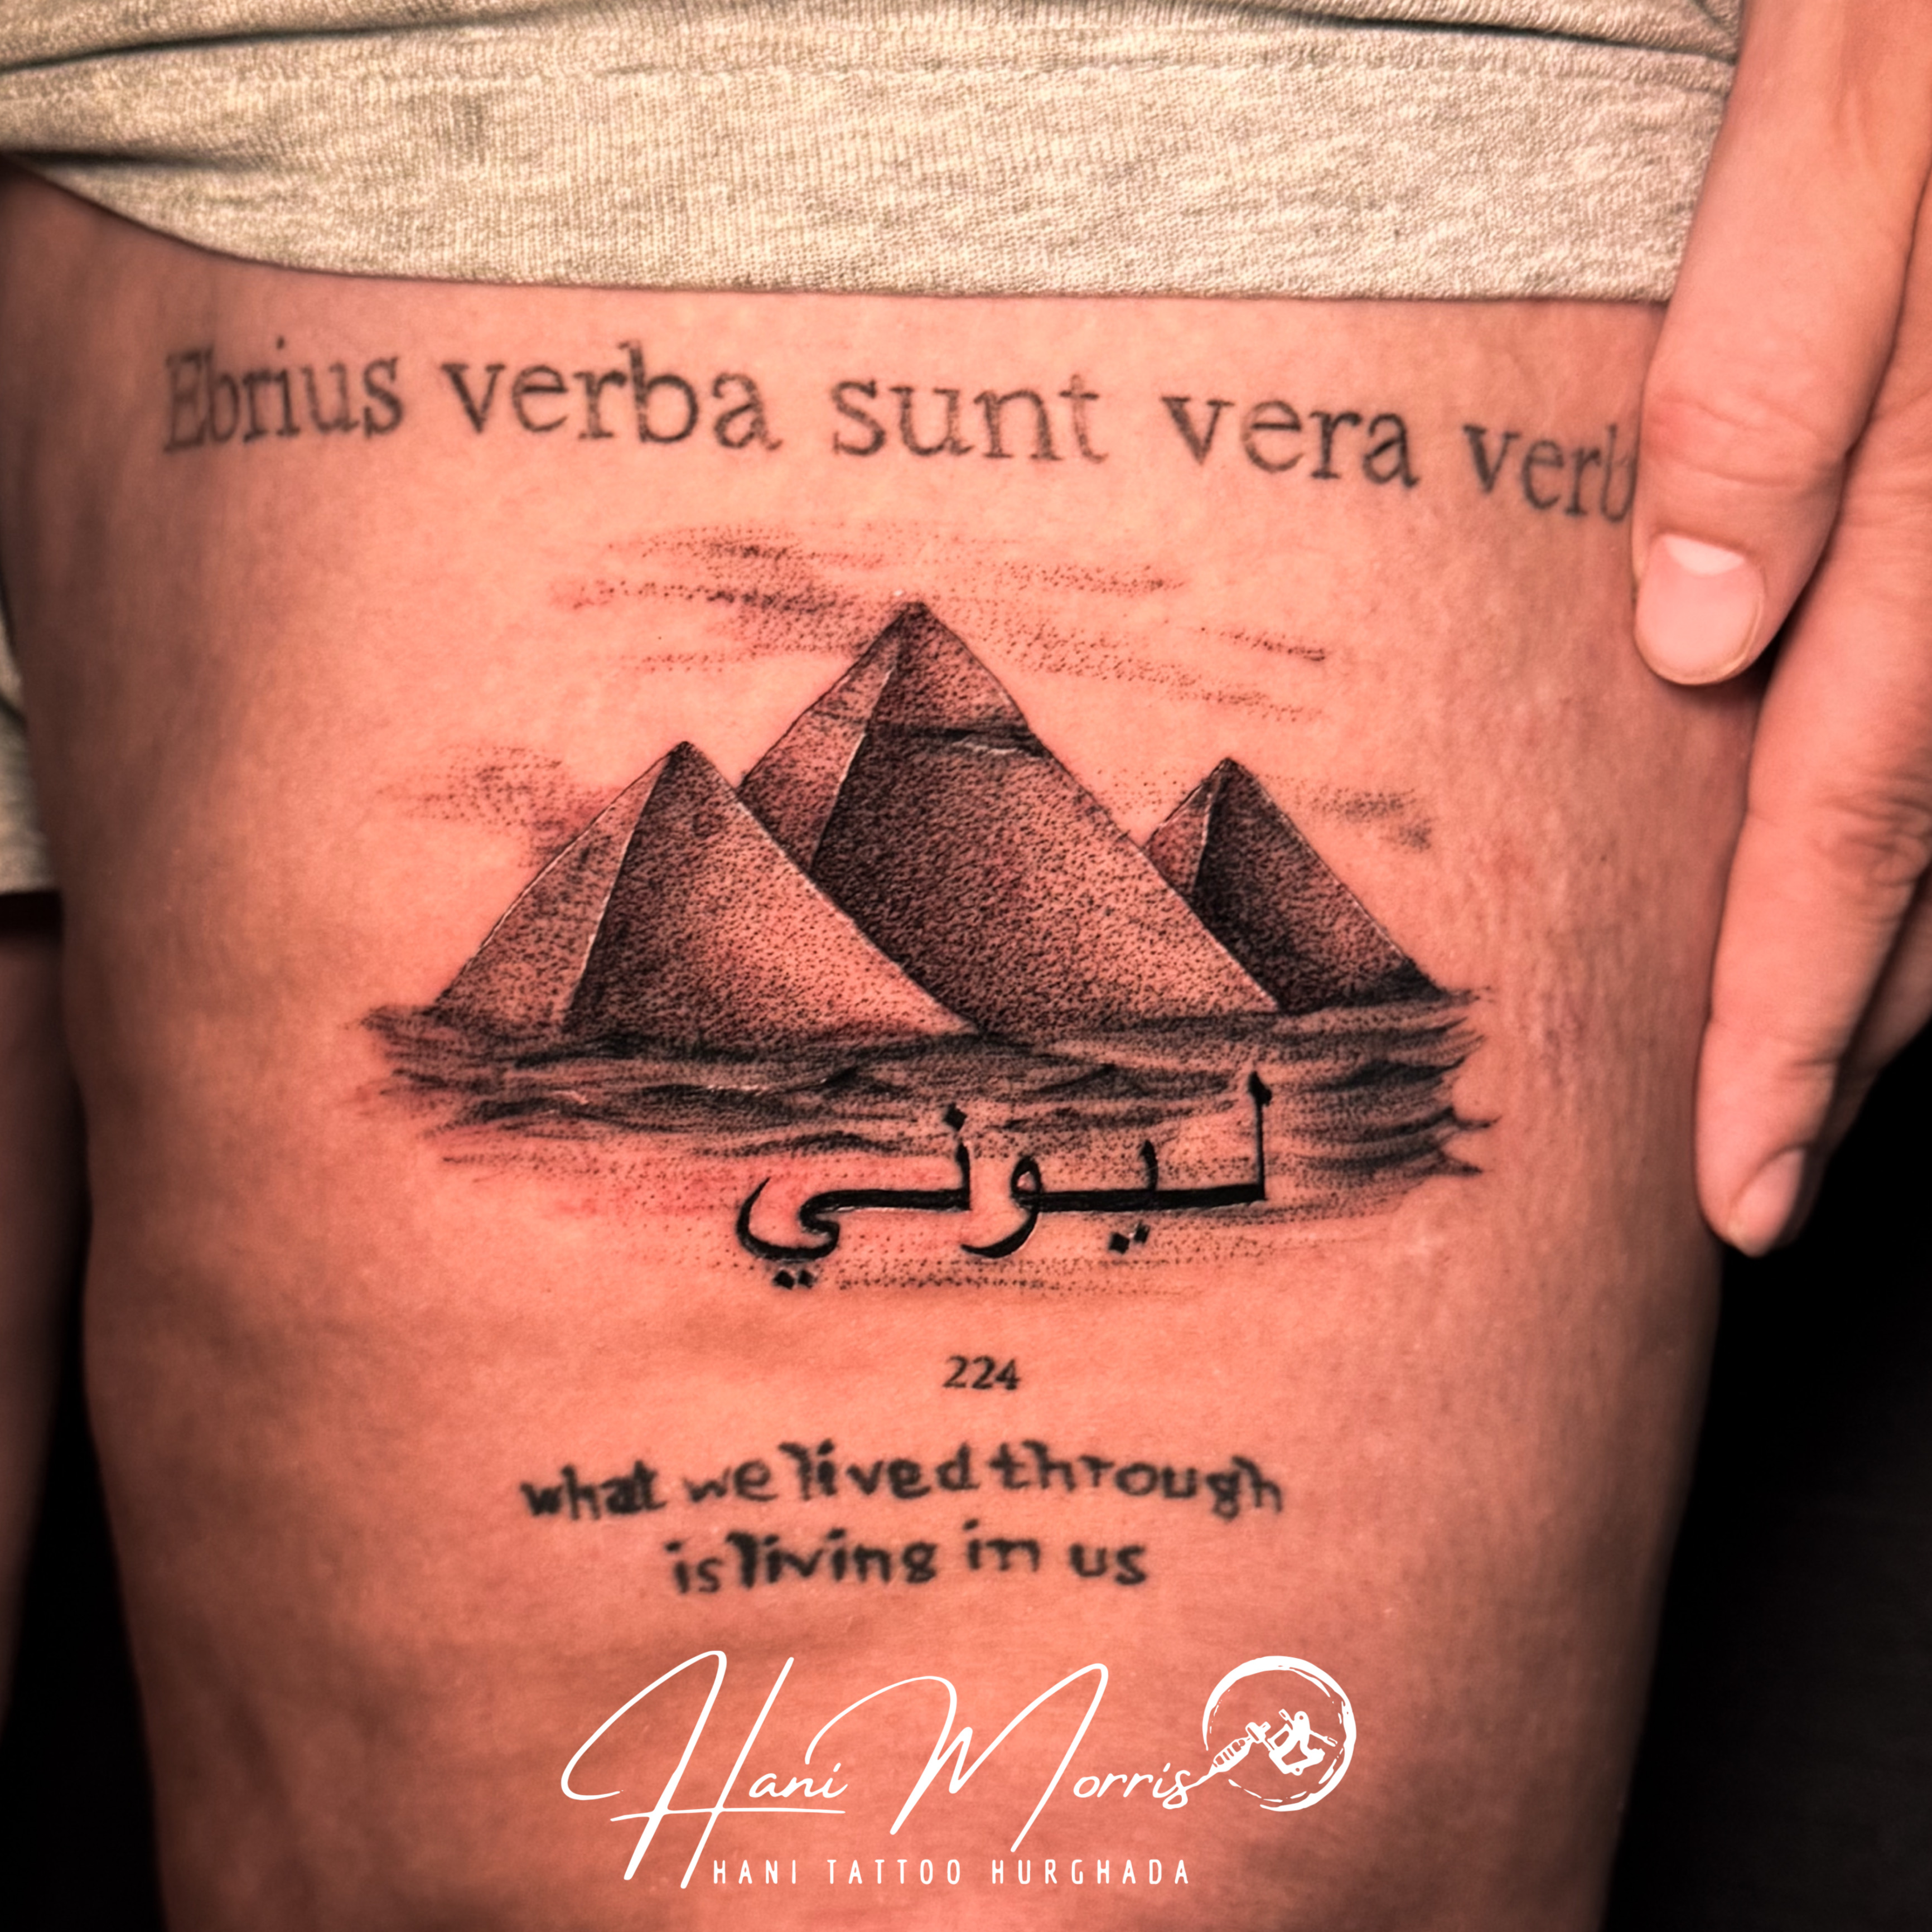 Ebrius verba sunt vera verb
ليوني
224
what we lived through
is living in us
Hani Morris
HANI TATTOO HURGHADA